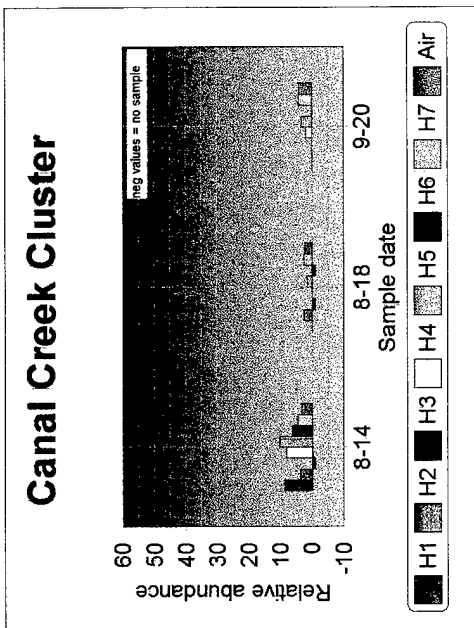 Canal Creek Cluster
neg values = no sample
Relative abundance
60
50
40
30
20
10
0
-10
8-14
8-18
9-20
Sample date
H1 H2 H3 H4 H5 H6 H7 Air